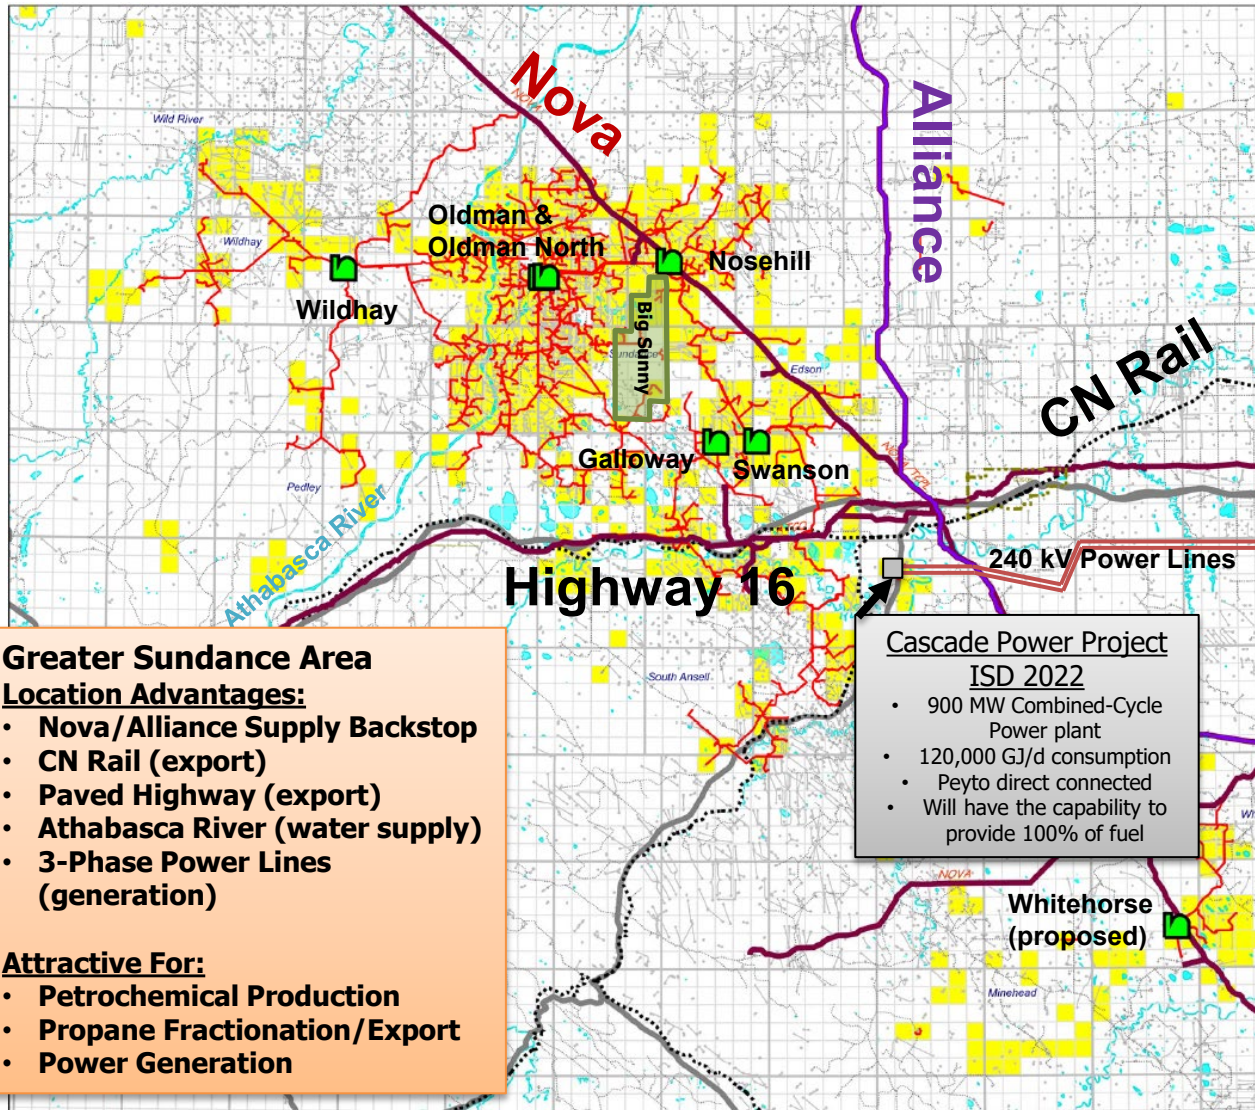 NOVA
Nova
Alliance
Wild River
Oldman &
Oldman North
Wildhay
Nosehill
Wildhay
Big Sunny
Sundance
Edson
CN Rail
Galloway
Swanson
Pedley
Athabasca River
Highway 16
240 kV Power Lines
Greater Sundance Area
Location Advantages:
• Nova/Alliance Supply Backstop
• CN Rail (export)
• Paved Highway (export)
• Athabasca River (water supply)
• 3-Phase Power Lines
(generation)
Attractive For:
• Petrochemical Production
• Propane Fractionation/Export
• Power Generation
South Ansell
Cascade Power Project
ISD 2022
• 900 MW Combined-Cycle
Power plant
• 120,000 GJ/d consumption
• Peyto direct connected
• Will have the capability to
provide 100% of fuel
NOVA
Whitehorse
(proposed)
Minehead